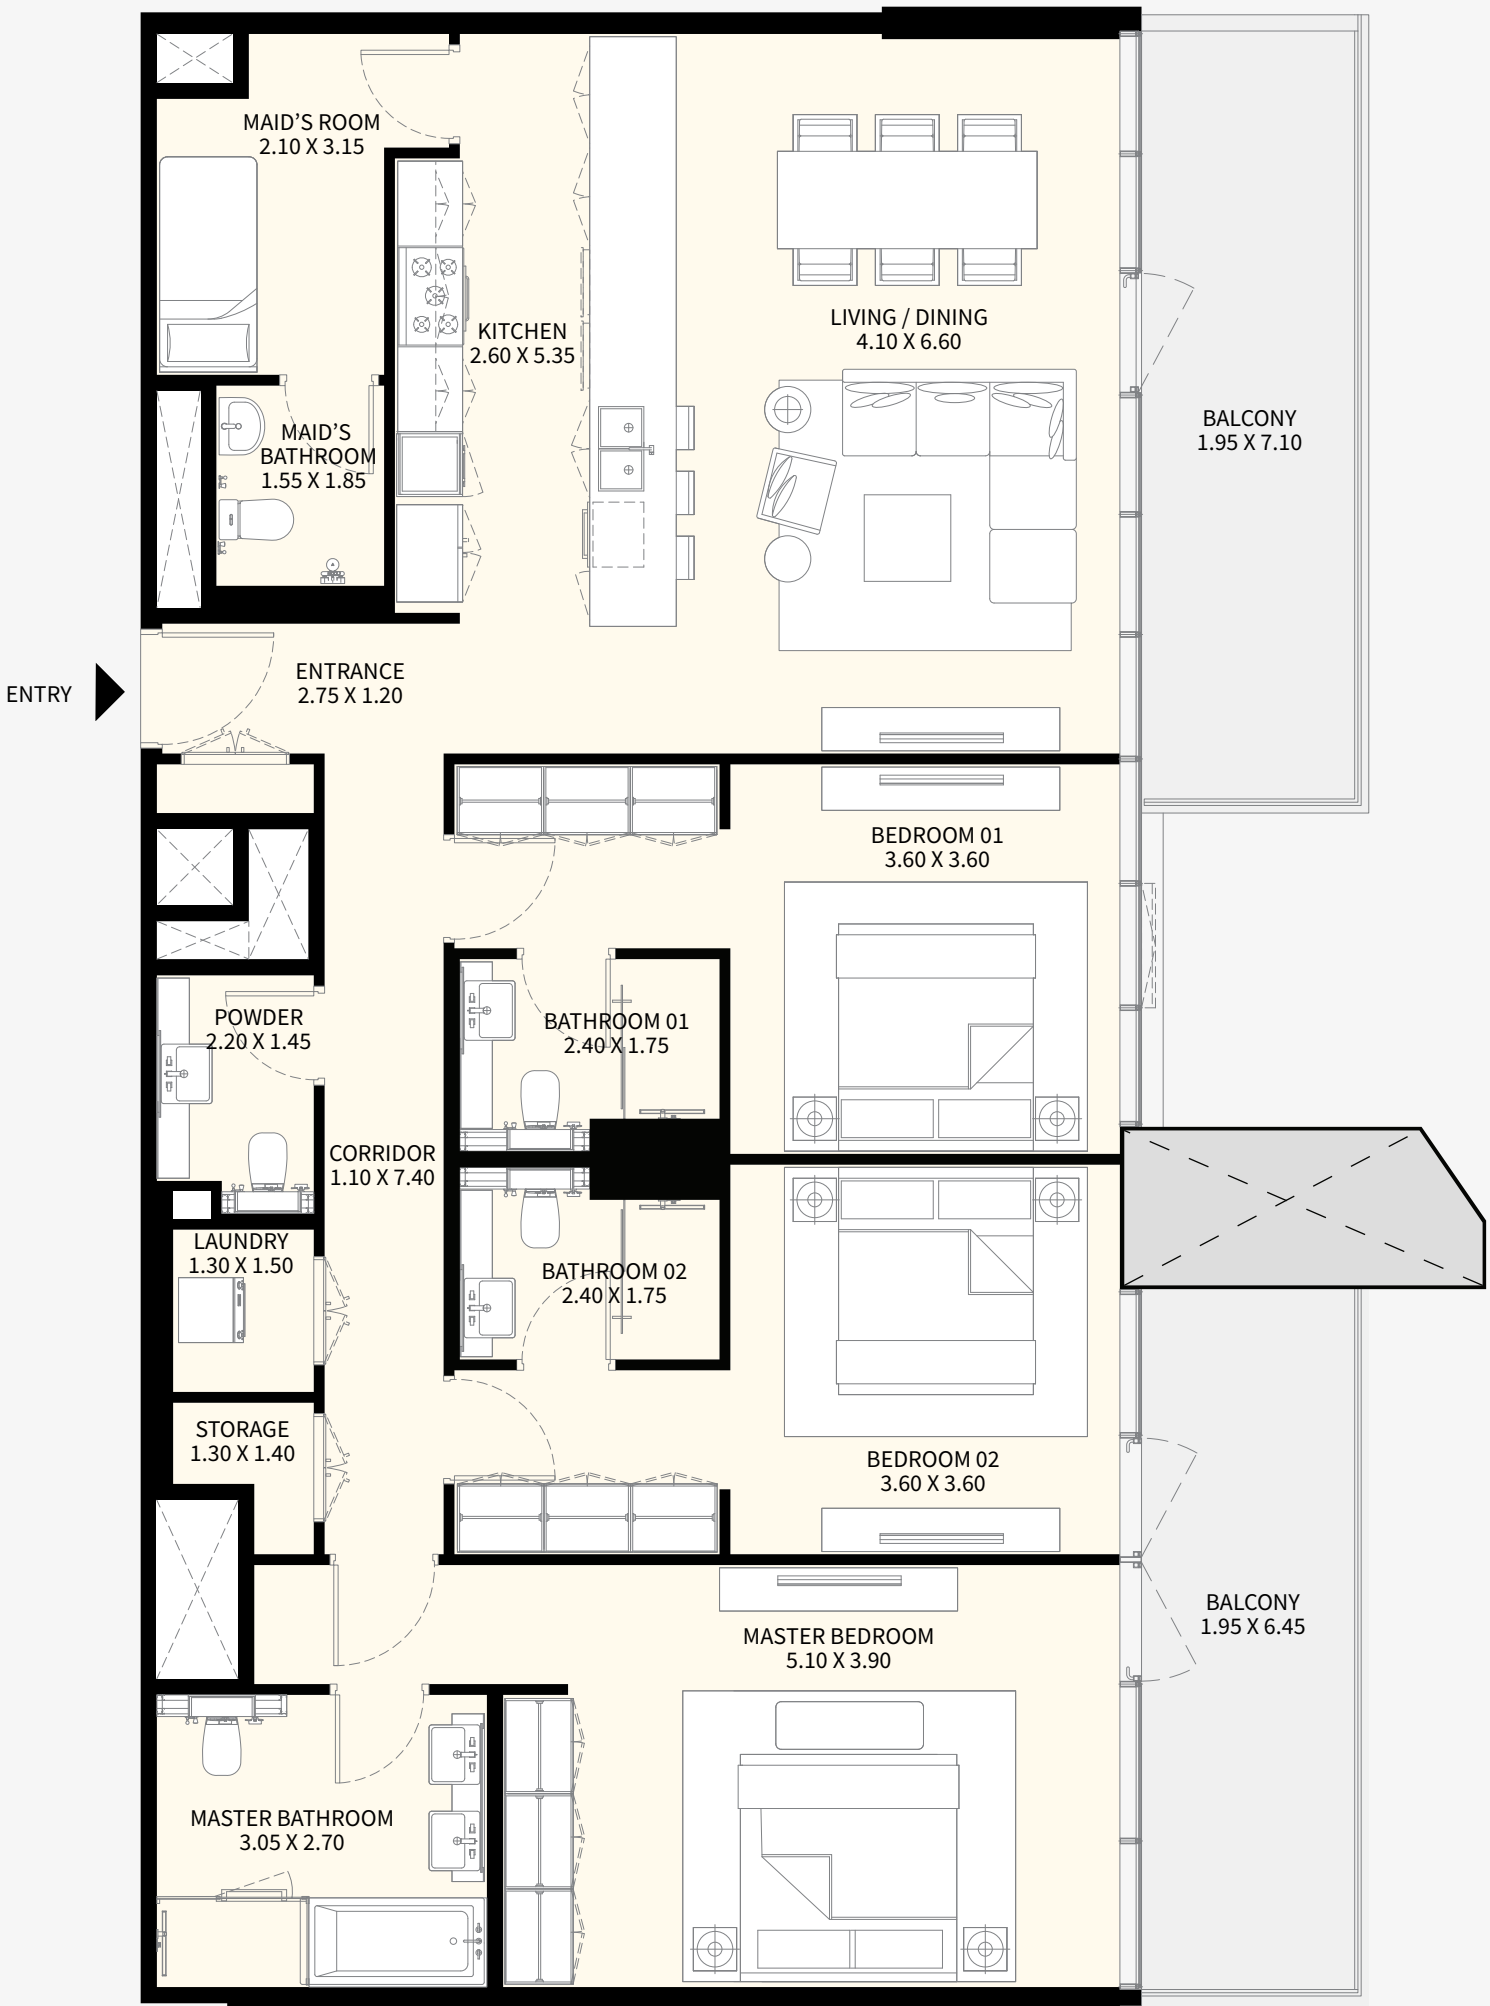 MAID’S ROOM
2.10 X 3.15
KITCHEN
2.60 X 5.35
LIVING / DINING
4.10 X 6.60
BALCONY
1.95 X 7.10
MAID’S
BATHROOM
1.55 X 1.85
ENTRY
ENTRANCE
2.75 X 1.20
BEDROOM 01
3.60 X 3.60
POWDER
2.20 X 1.45
BATHROOM 01
2.40 X 1.75
CORRIDOR
1.10 X 7.40
LAUNDRY
1.30 X 1.50
BATHROOM 02
2.40 X 1.75
STORAGE
1.30 X 1.40
BEDROOM 02
3.60 X 3.60
BALCONY
1.95 X 6.45
MASTER BEDROOM
5.10 X 3.90
MASTER BATHROOM
3.05 X 2.70